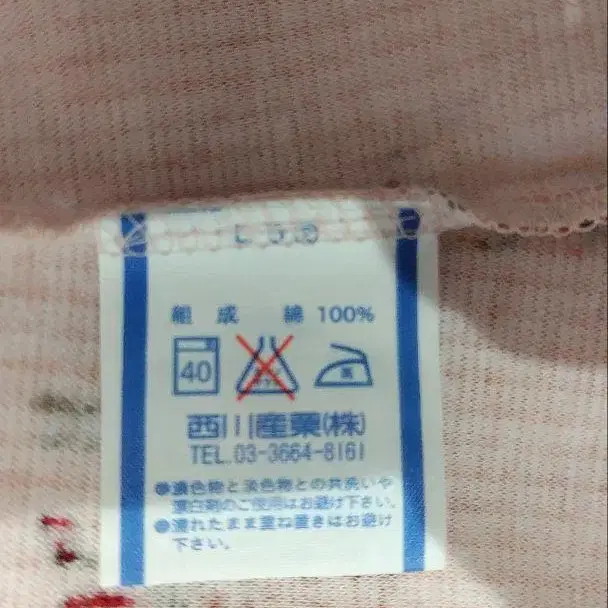 組成 綿 100%
40
西川産業(株)
TEL.03-3664-8161
●濃色物と淡色物との共洗いや
漂白剤のご使用はお避け下さい。
●濡れたまま重ね置きはお避け
下さい。